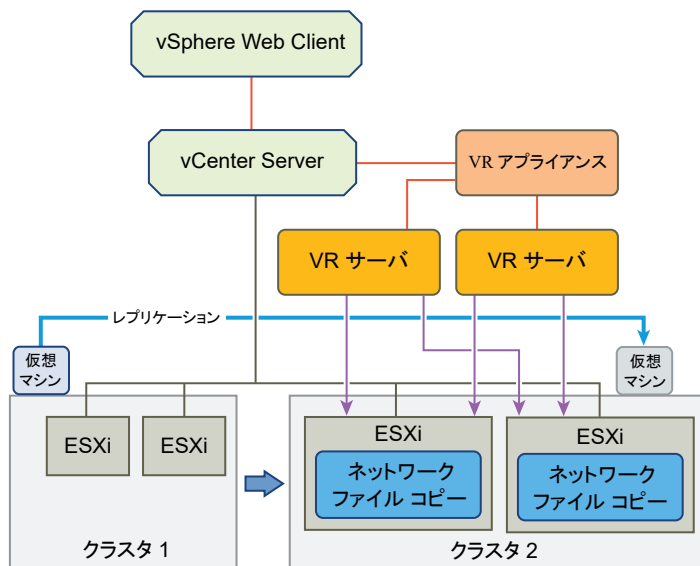 vSphere Web Client
vCenter Server
VR アプライアンス
VR サーバ
VR サーバ
レプリケーション
仮想
マシン
仮想
マシン
ESXi
ESXi
ESXi
ネットワーク
ファイル コピー
ESXi
ネットワーク
ファイル コピー
クラスタ 1
クラスタ 2